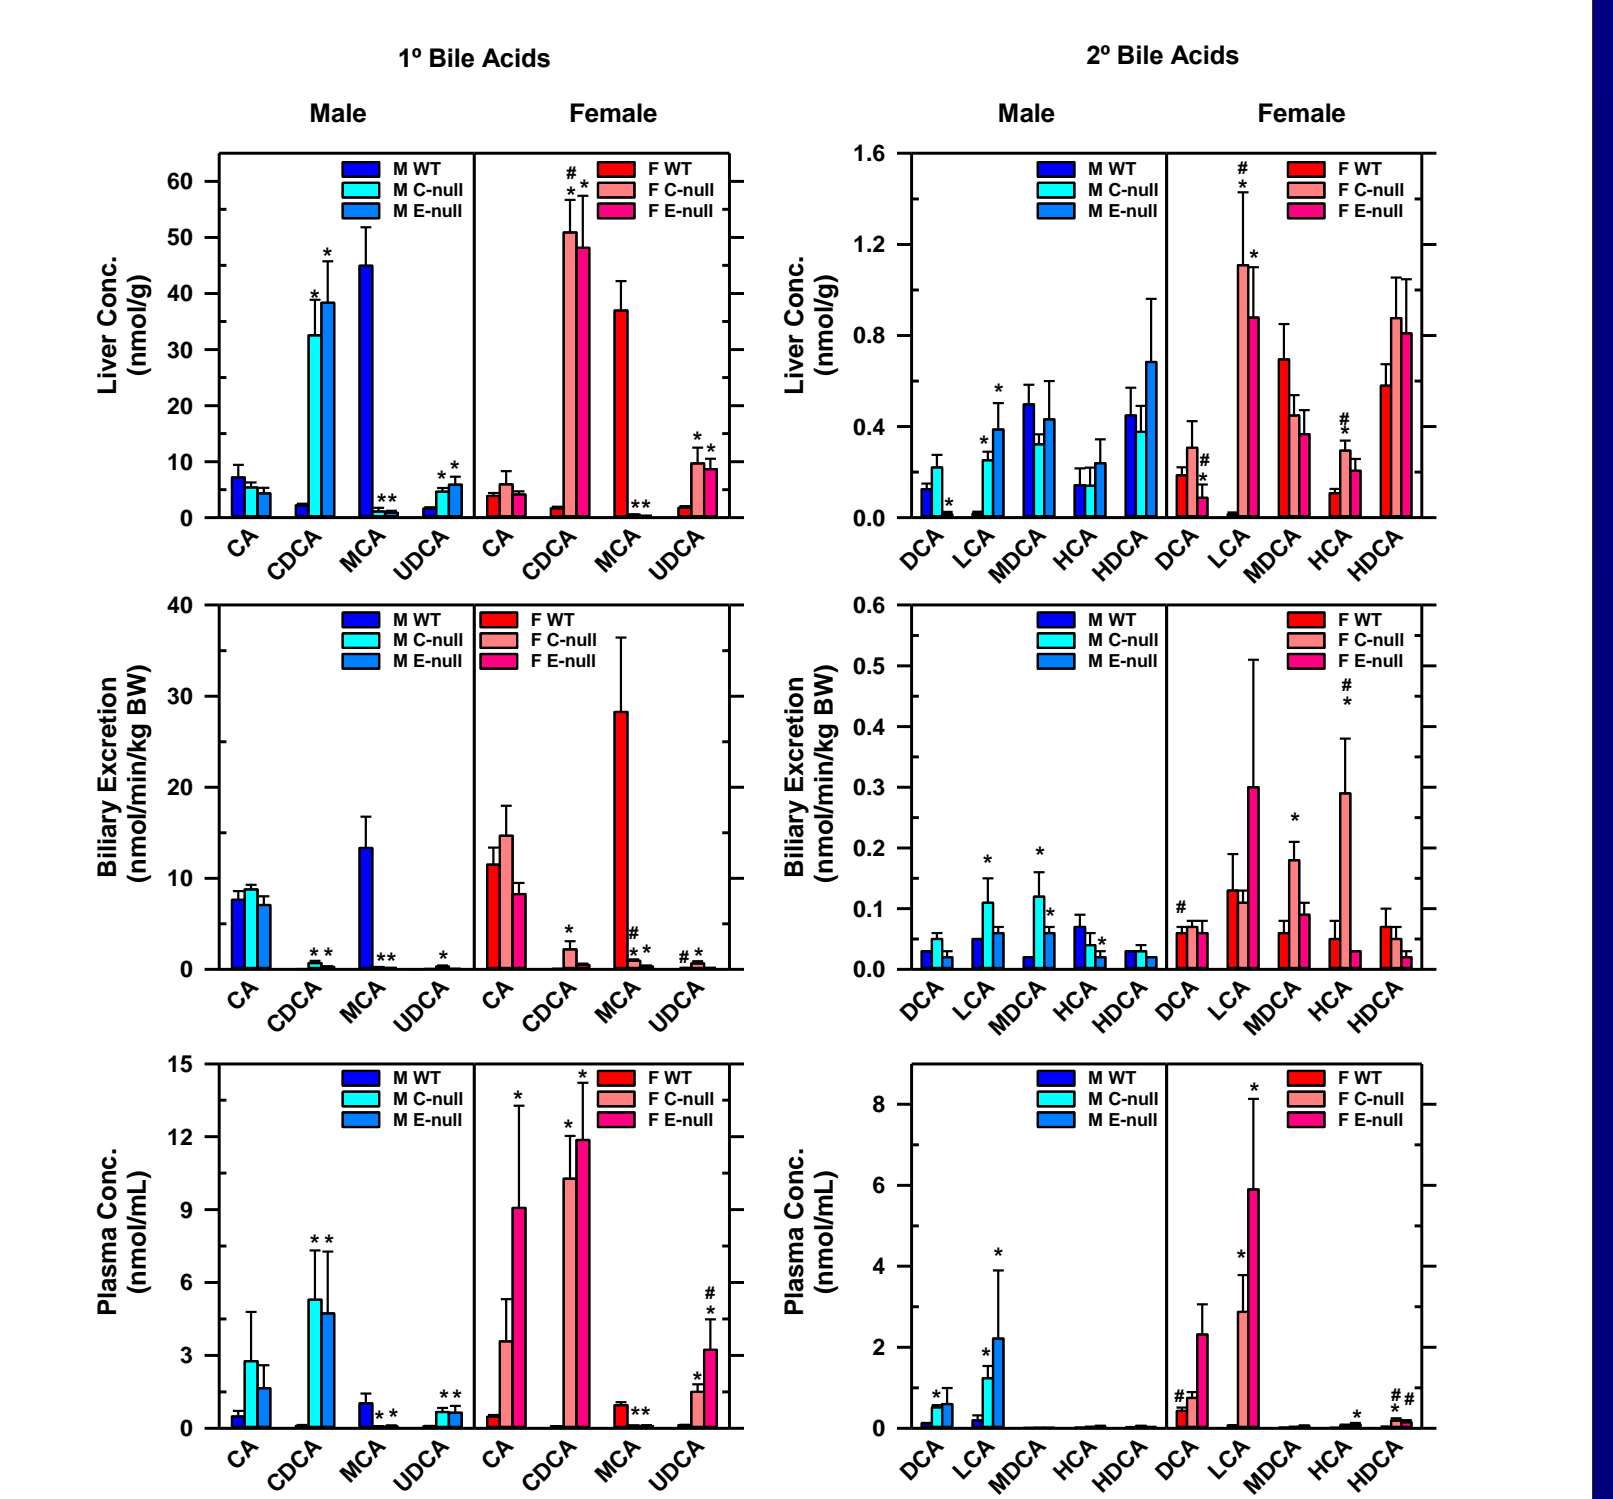 1º Bile Acids
2º Bile Acids
Male
Female
Male
Female
Liver Conc.
(nmol/g)
60
50
40
30
20
10
0
M WT
M C-null
M E-null
F WT
F C-null
F E-null
* * * * * *
# * * * * * *
CA CDCA MCA UDCA CA CDCA MCA UDCA
Liver Conc.
(nmol/g)
1.6
1.2
0.8
0.4
0.0
M WT
M C-null
M E-null
F WT
F C-null
F E-null
* * *
# * # * * # *
DCA LCA MDCA HCA HDCA DCA LCA MDCA HCA HDCA
Biliary Excretion
(nmol/min/kg BW)
40
30
20
10
0
M WT
M C-null
M E-null
F WT
F C-null
F E-null
* * * * *
* # * * # *
CA CDCA MCA UDCA CA CDCA MCA UDCA
Biliary Excretion
(nmol/min/kg BW)
0.6
0.5
0.4
0.3
0.2
0.1
0.0
M WT
M C-null
M E-null
F WT
F C-null
F E-null
* * * *
# * # *
DCA LCA MDCA HCA HDCA DCA LCA MDCA HCA HDCA
Plasma Conc.
(nmol/mL)
15
12
9
6
3
0
M WT
M C-null
M E-null
F WT
F C-null
F E-null
* * * * * *
* * * * * * # *
CA CDCA MCA UDCA CA CDCA MCA UDCA
Plasma Conc.
(nmol/mL)
8
6
4
2
0
M WT
M C-null
M E-null
F WT
F C-null
F E-null
* * *
# * * * # * #
DCA LCA MDCA HCA HDCA DCA LCA MDCA HCA HDCA